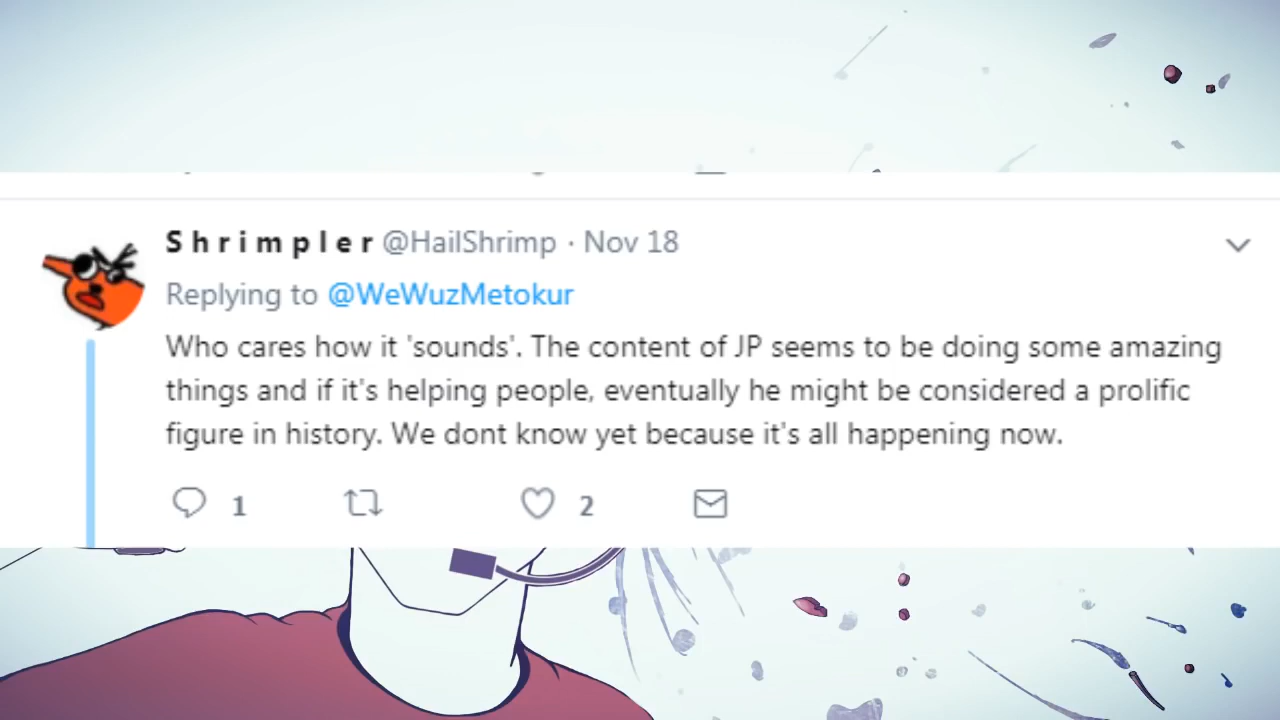 Shrimpler @HailShrimp · Nov 18
Replying to @WeWuzMetokur
Who cares how it 'sounds'. The content of JP seems to be doing some amazing
things and if it's helping people, eventually he might be considered a prolific
figure in history. We dont know yet because it's all happening now.
1 2